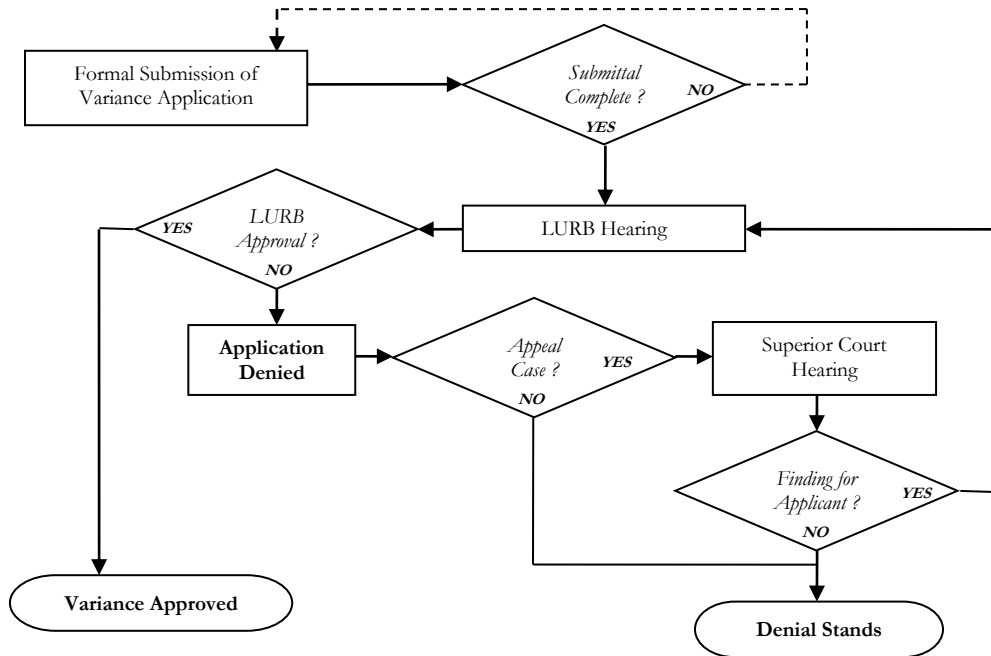 Formal Submission of
Variance Application
Submittal
Complete ?
NO
YES
LURB
Approval ?
YES
NO
LURB Hearing
Application
Denied
Appeal
Case ?
YES
NO
Superior Court
Hearing
Finding for
Applicant ?
YES
NO
Variance Approved
Denial Stands